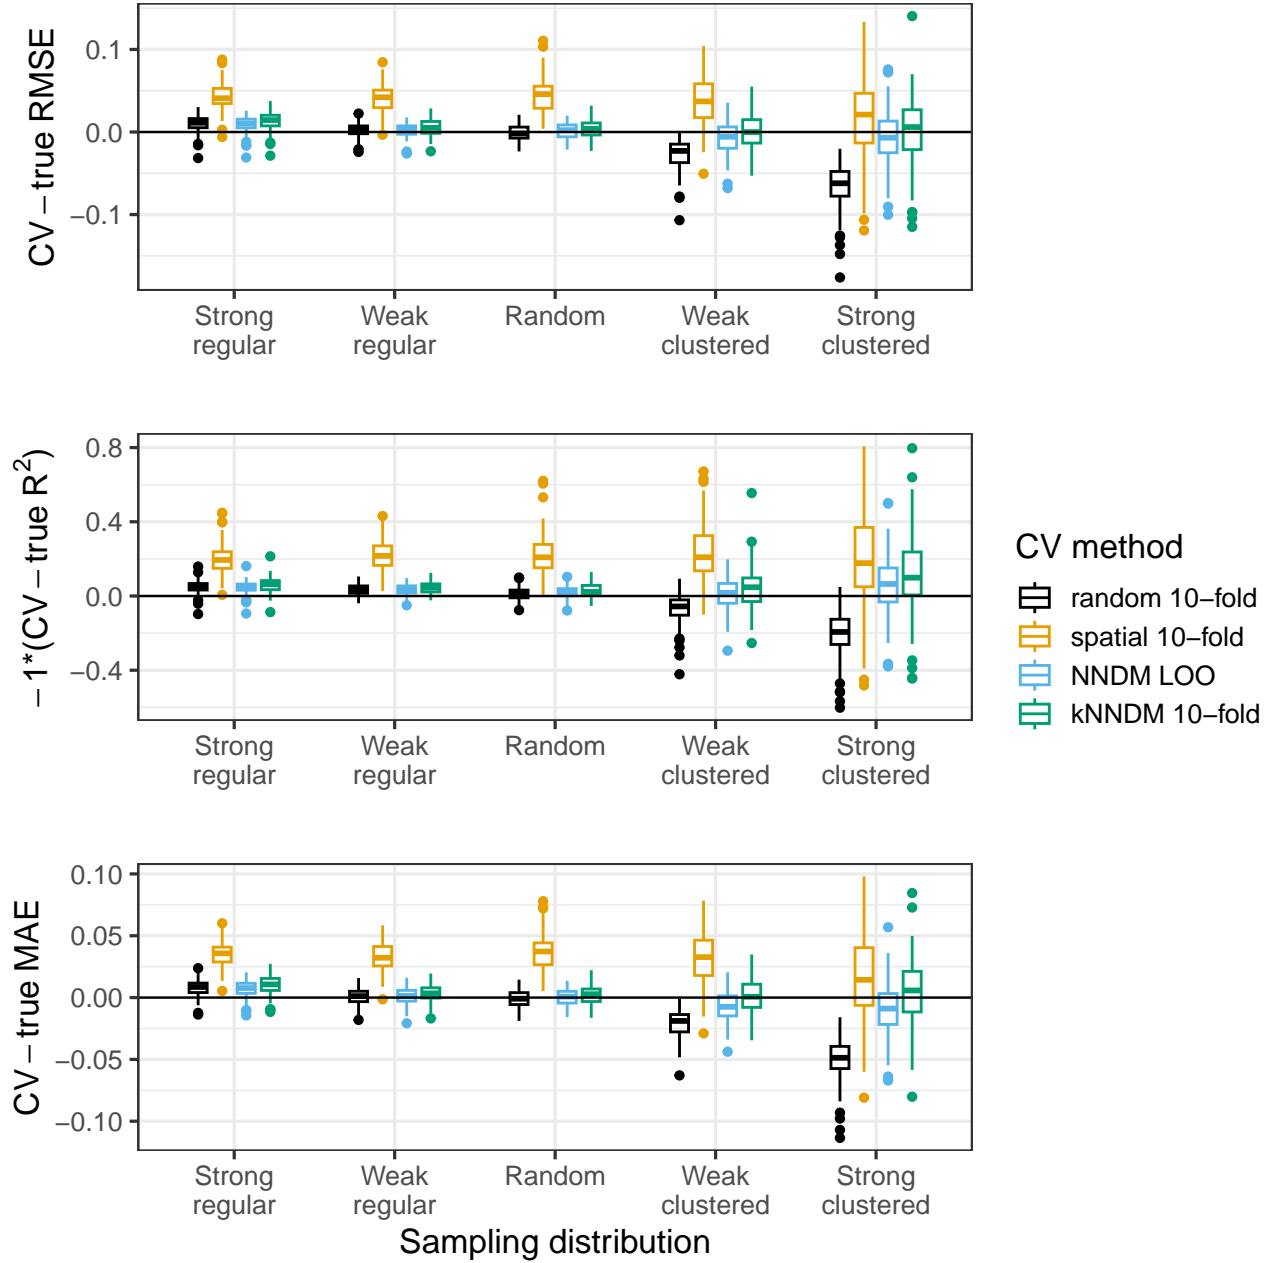 CV – true RMSE
0.1
0.0
−0.1
Strong regular
Weak regular
Random
Weak clustered
Strong clustered
−1*(CV – true R²)
0.8
0.4
0.0
−0.4
Strong regular
Weak regular
Random
Weak clustered
Strong clustered
CV method
random 10−fold
spatial 10−fold
NNDM LOO
kNNDM 10−fold
CV – true MAE
0.10
0.05
0.00
−0.05
−0.10
Strong regular
Weak regular
Random
Weak clustered
Strong clustered
Sampling distribution